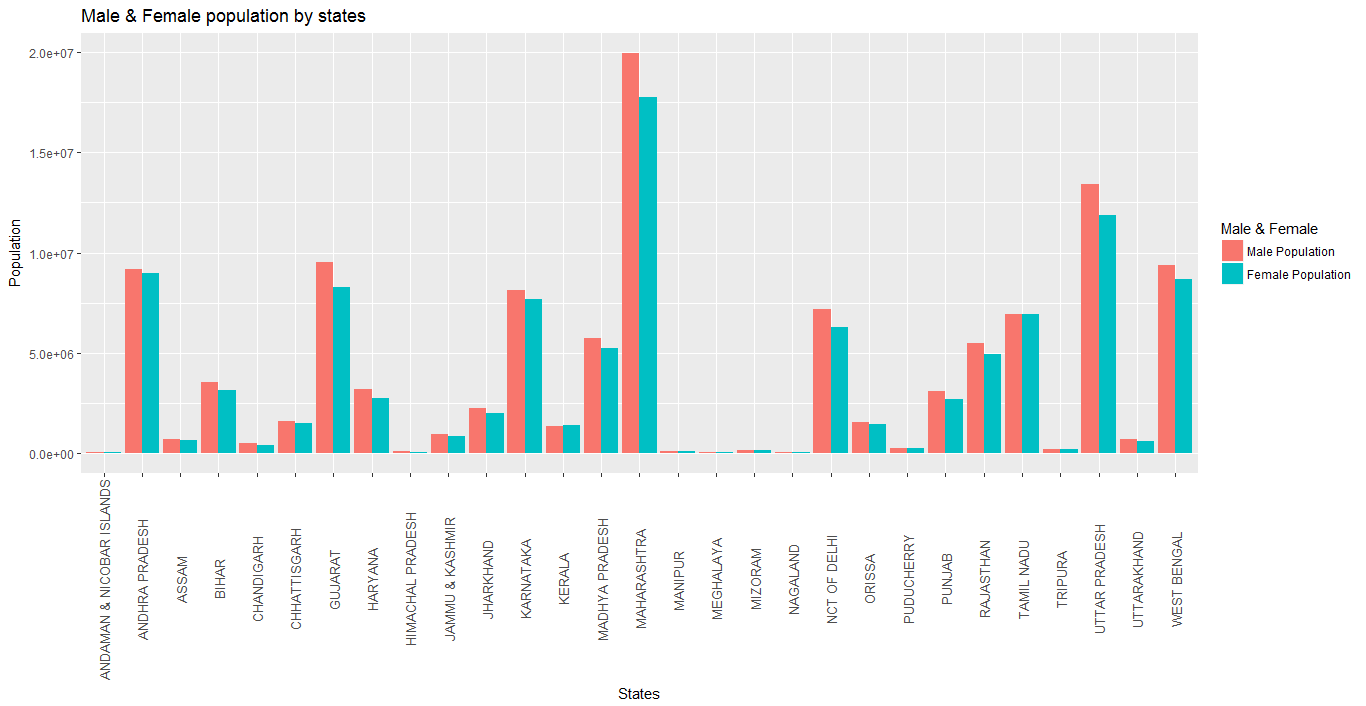 Male & Female population by states
Population
2.0e+07
1.5e+07
1.0e+07
5.0e+06
0.0e+00
ANDAMAN & NICOBAR ISLANDS
ANDHRA PRADESH
ASSAM
BIHAR
CHANDIGARH
CHHATTISGARH
GUJARAT
HARYANA
HIMACHAL PRADESH
JAMMU & KASHMIR
JHARKHAND
KARNATAKA
KERALA
MADHYA PRADESH
MAHARASHTRA
MANIPUR
MEGHALAYA
MIZORAM
NAGALAND
NCT OF DELHI
ORISSA
PUDUCHERRY
PUNJAB
RAJASTHAN
TAMIL NADU
TRIPURA
UTTAR PRADESH
UTTARAKHAND
WEST BENGAL
States
Male & Female
Male Population
Female Population